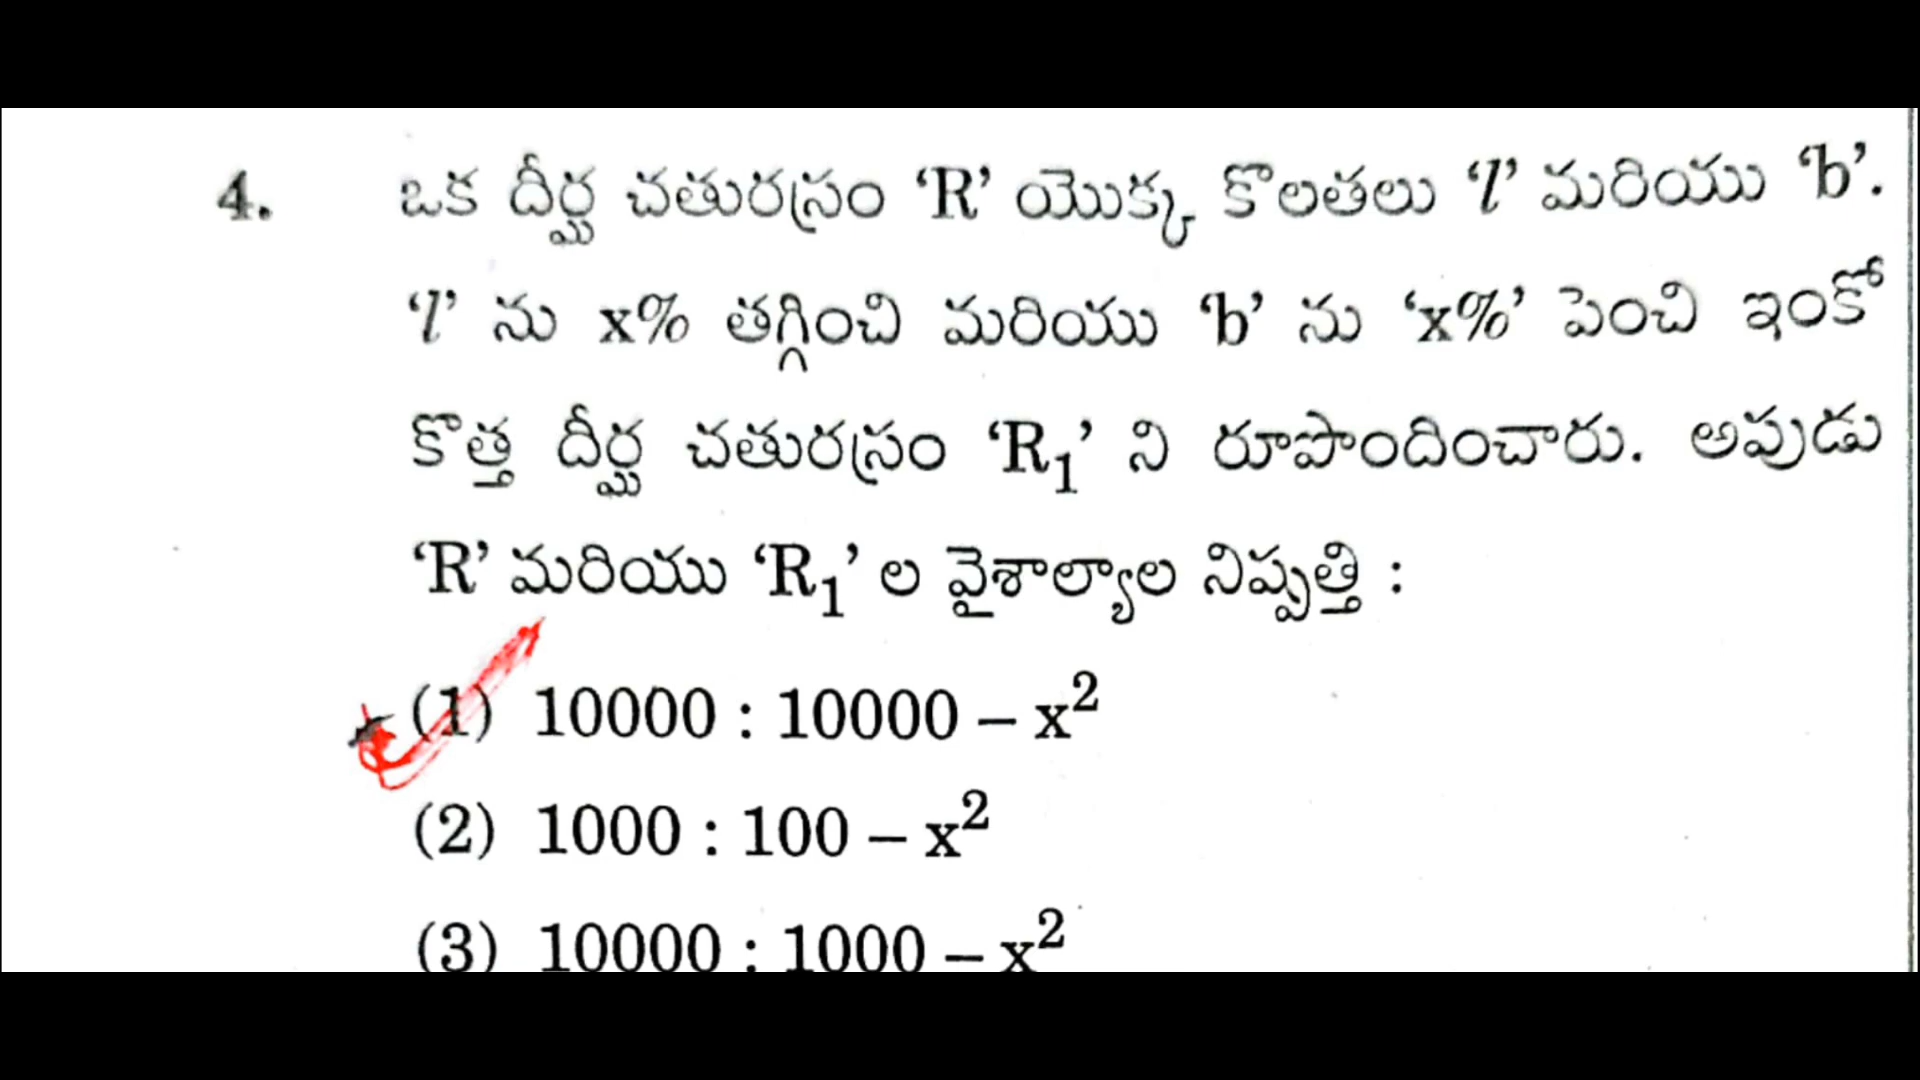 4. ఒక దీర్ఘ చతురస్రం ‘R’ యొక్క కొలతలు ‘l’ మరియు ‘b’.
‘l’ ను x% తగ్గించి మరియు ‘b’ ను ‘x%’ పెంచి ఇంకో
కొత్త దీర్ఘ చతురస్రం ‘R₁’ ని రూపొందించారు. అపుడు
‘R’ మరియు ‘R₁’ ల వైశాల్యాల నిష్పత్తి :
(1) 10000 : 10000 – x²
(2) 1000 : 100 – x²
(3) 10000 : 1000 – x²